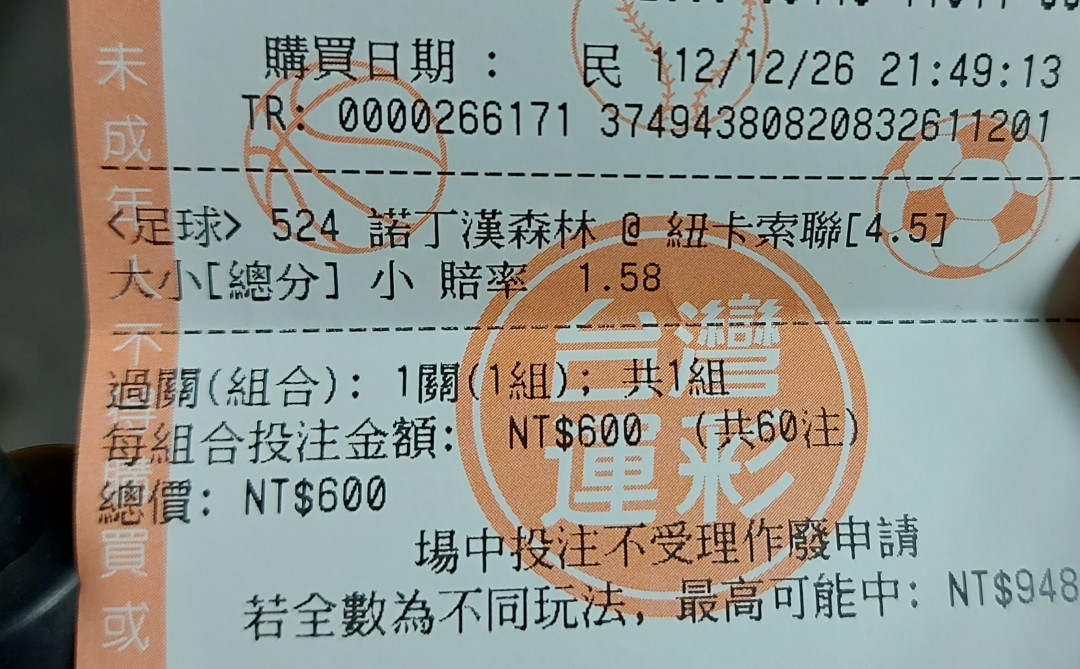 購買日期： 民 112/12/26 21:49:13
TR: 0000266171 37494380820832611201
<足球> 524 諾丁漢森林 @ 紐卡索聯[4.5]
大小[總分] 小 賠率 1.58
過關(組合): 1關(1組); 共1組
每組合投注金額: NT$600 (共60注)
總價: NT$600
場中投注不受理作廢申請
若全數為不同玩法, 最高可能中: NT$948
台灣
運彩
未成年人不得購買或